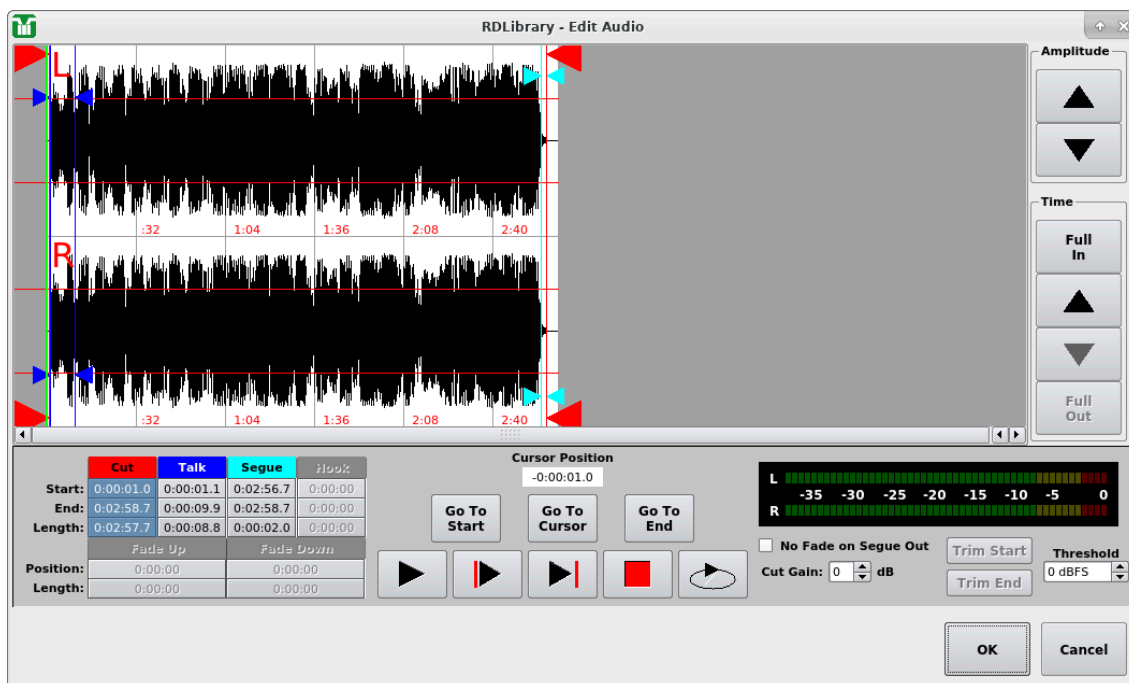 RDLibrary - Edit Audio
L
:32 1:04 1:36 2:08 2:40
R
:32 1:04 1:36 2:08 2:40
Amplitude
Time
Full
In
Full
Out
Cut Talk Segue Hook
Start: 0:00:01.0 0:00:01.1 0:02:56.7 0:00:00
End: 0:02:58.7 0:00:09.9 0:02:58.7 0:00:00
Length: 0:02:57.7 0:00:08.8 0:00:02.0 0:00:00
Fade Up Fade Down
Position: 0:00:00 0:00:00
Length: 0:00:00 0:00:00
Cursor Position
-0:00:01.0
Go To
Start
Go To
Cursor
Go To
End
L
-35 -30 -25 -20 -15 -10 -5 0
R
No Fade on Segue Out
Cut Gain: 0 dB
Trim Start
Trim End
Threshold
0 dBFS
OK
Cancel